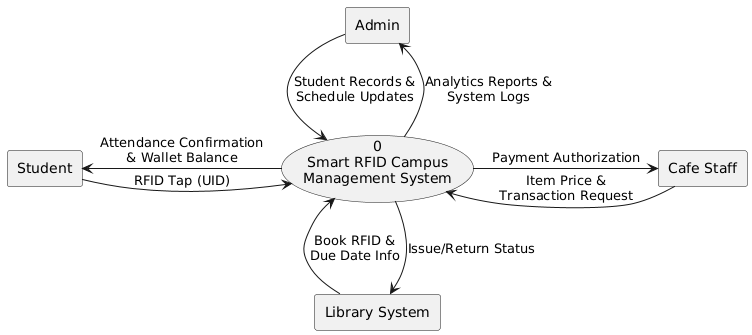 Admin
Student Records &
Schedule Updates
Analytics Reports &
System Logs
Attendance Confirmation
& Wallet Balance
Student
RFID Tap (UID)
0
Smart RFID Campus
Management System
Payment Authorization
Cafe Staff
Item Price &
Transaction Request
Book RFID &
Due Date Info
Issue/Return Status
Library System